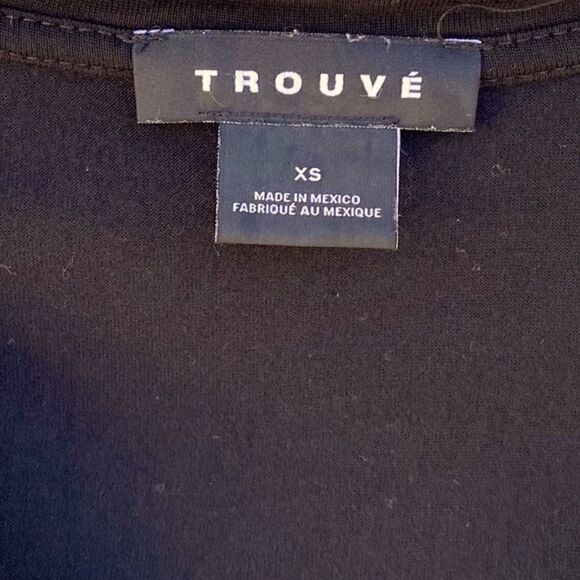 TROUVÉ
XS
MADE IN MEXICO
FABRIQUÉ AU MEXIQUE